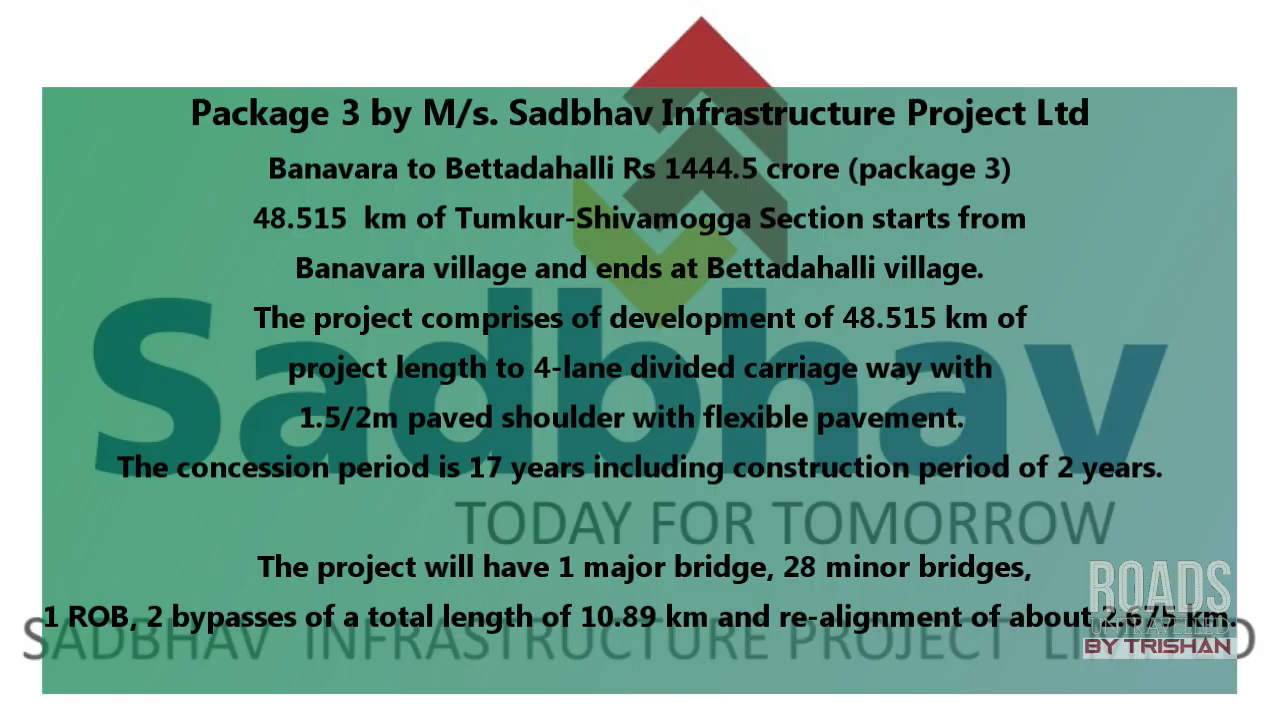 Package 3 by M/s. Sadbhav Infrastructure Project Ltd
Banavara to Bettadahalli Rs 1444.5 crore (package 3)
48.515 km of Tumkur-Shivamogga Section starts from
Banavara village and ends at Bettadahalli village.
The project comprises of development of 48.515 km of
project length to 4-lane divided carriage way with
1.5/2m paved shoulder with flexible pavement.
The concession period is 17 years including construction period of 2 years.
The project will have 1 major bridge, 28 minor bridges,
1 ROB, 2 bypasses of a total length of 10.89 km and re-alignment of about 2.675 km.
Sadbhav
TODAY FOR TOMORROW
SADBHAV INFRASTRUCTURE PROJECT LIMITED
ROADS
UNTRAVELLED
BY TRISHAN